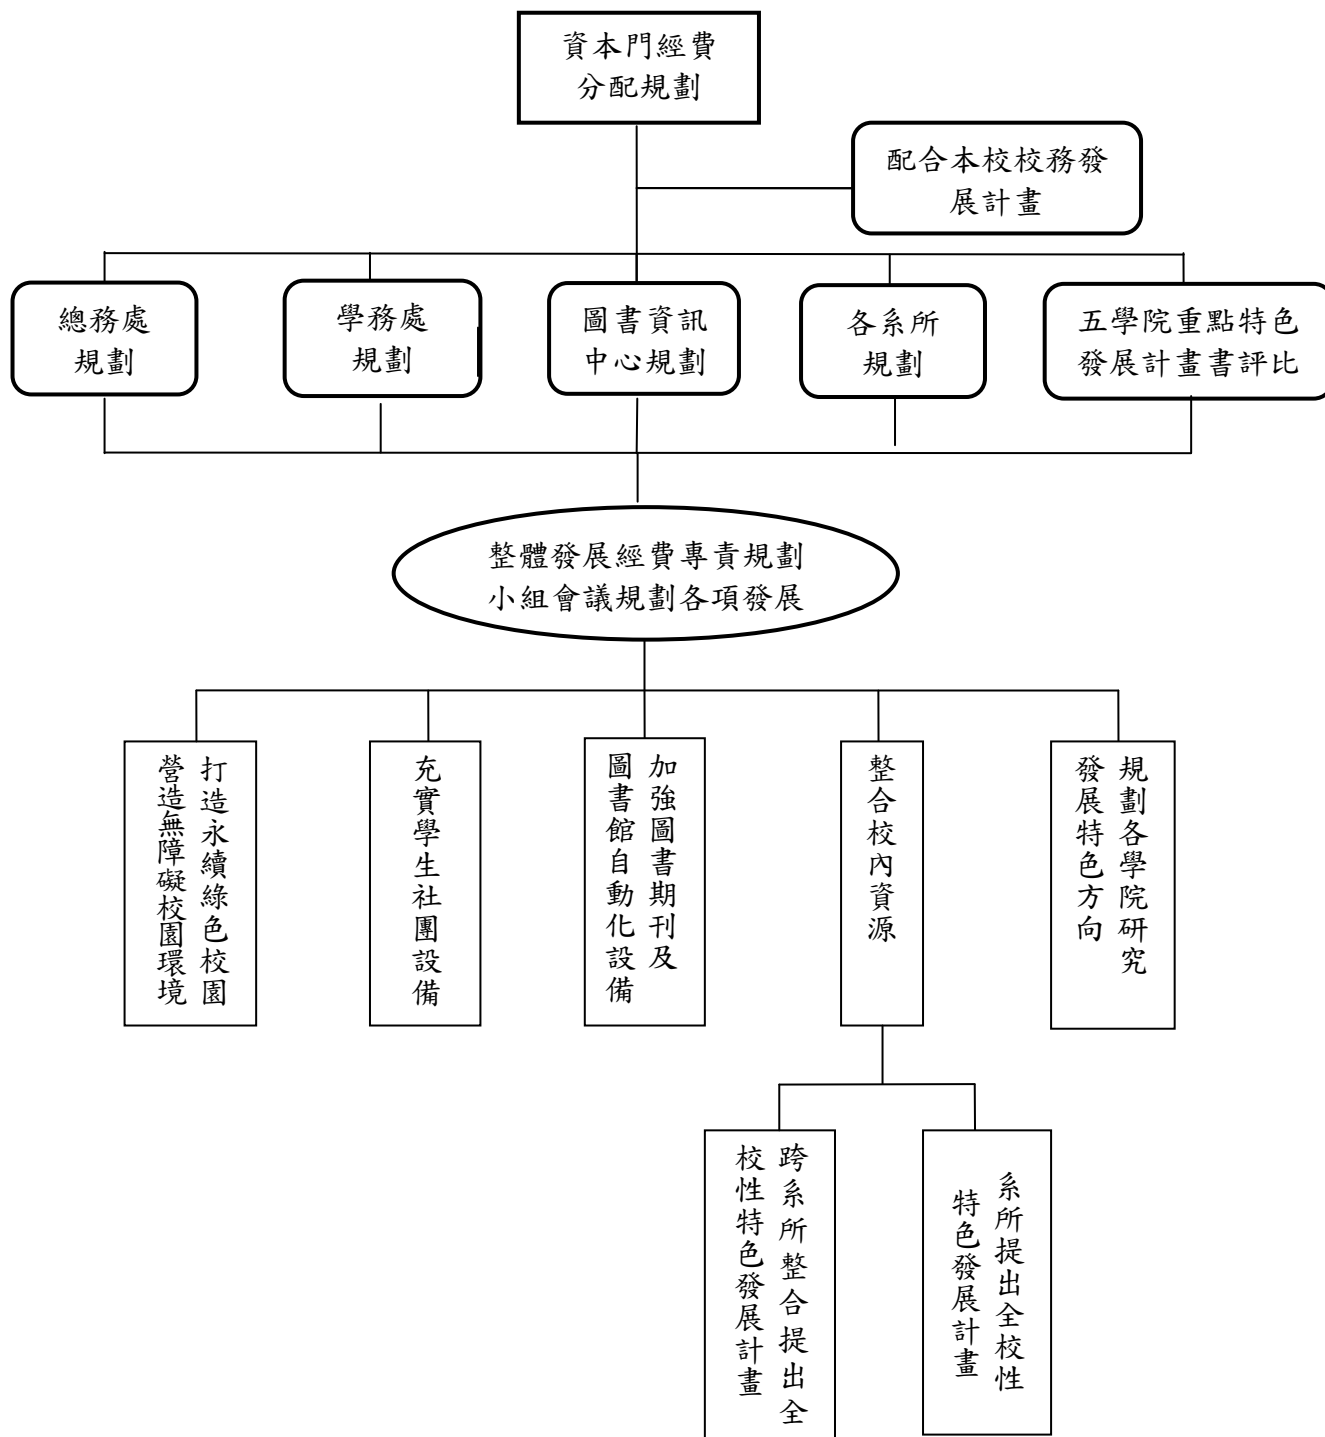 資本門經費
分配規劃
配合本校校務發
展計畫
總務處
規劃
學務處
規劃
圖書資訊
中心規劃
各系所
規劃
五學院重點特色
發展計畫書評比
整體發展經費專責規劃
小組會議規劃各項發展
打造永續綠色校園
營造無障礙校園環境
充實學生社團設備
加強圖書期刊及
圖書館自動化設備
整合校內資源
規劃各學院研究
發展特色方向
跨系所整合提出全
校性特色發展計畫
系所提出全校性
特色發展計畫